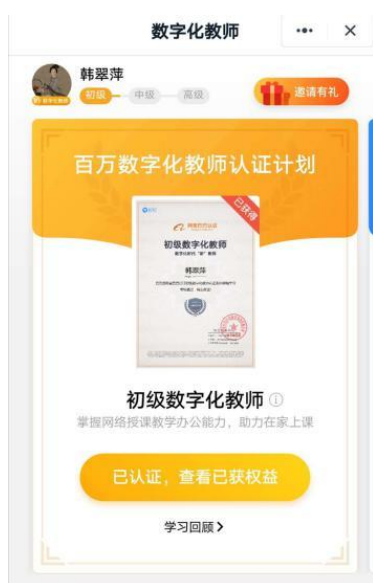 数字化教师
韩翠萍
初级
中级
高级
邀请有礼
百万数字化教师认证计划
已获得
初级数字化教师
韩翠萍
初级数字化教师
掌握网络授课教学办公能力，助力在家上课
已认证，查看已获权益
学习回顾>